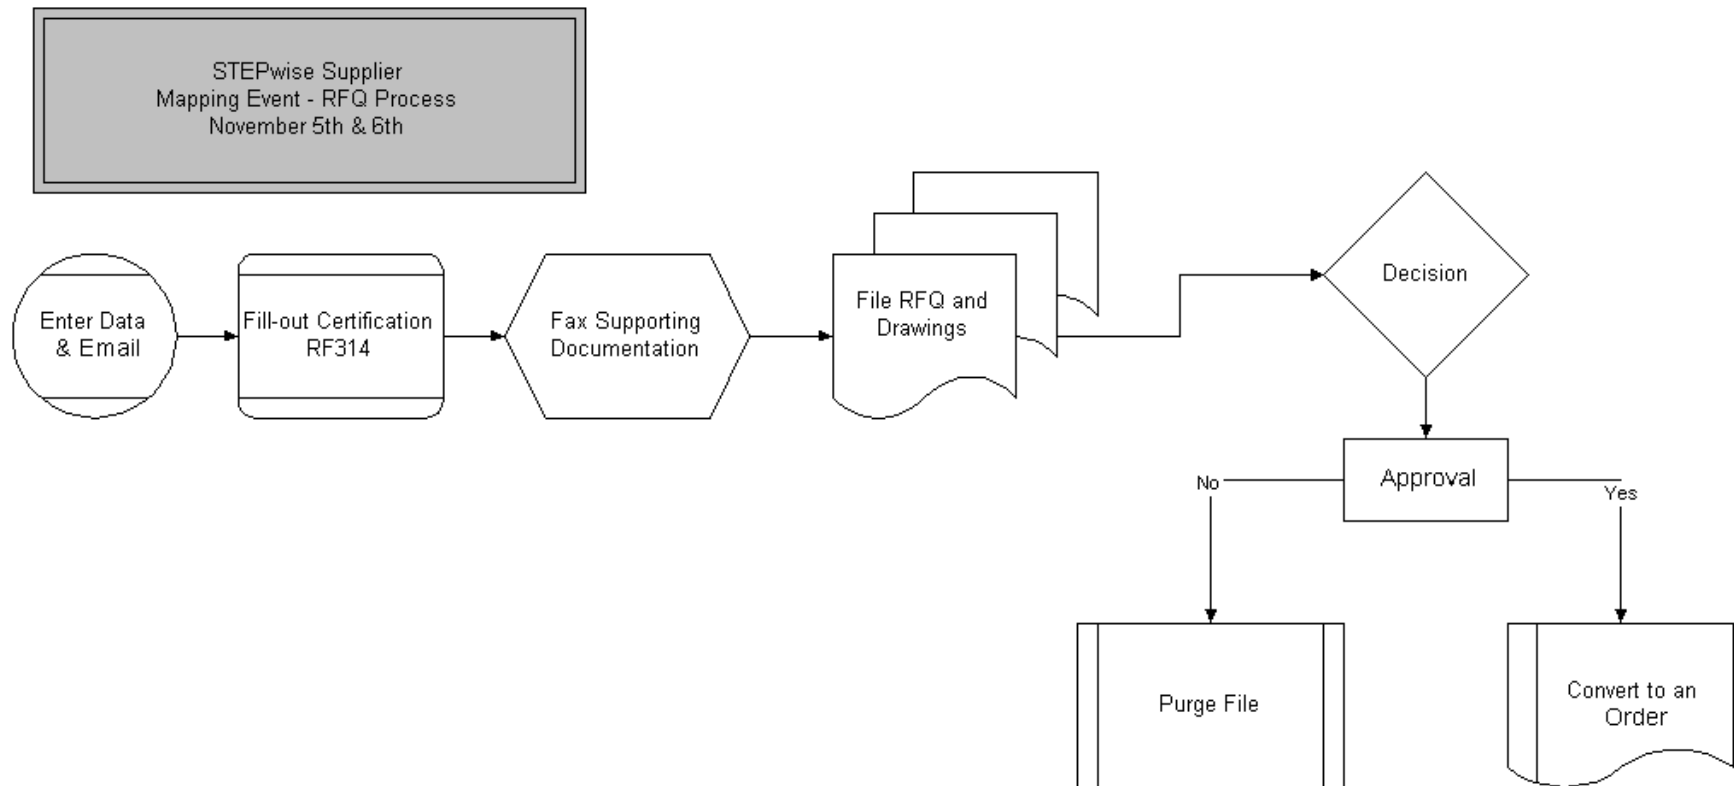 STEPwise Supplier
Mapping Event - RFQ Process
November 5th & 6th
Enter Data
& Email
Fill-out Certification
RF314
Fax Supporting
Documentation
File RFQ and
Drawings
Decision
Approval
No
Yes
Purge File
Convert to an
Order